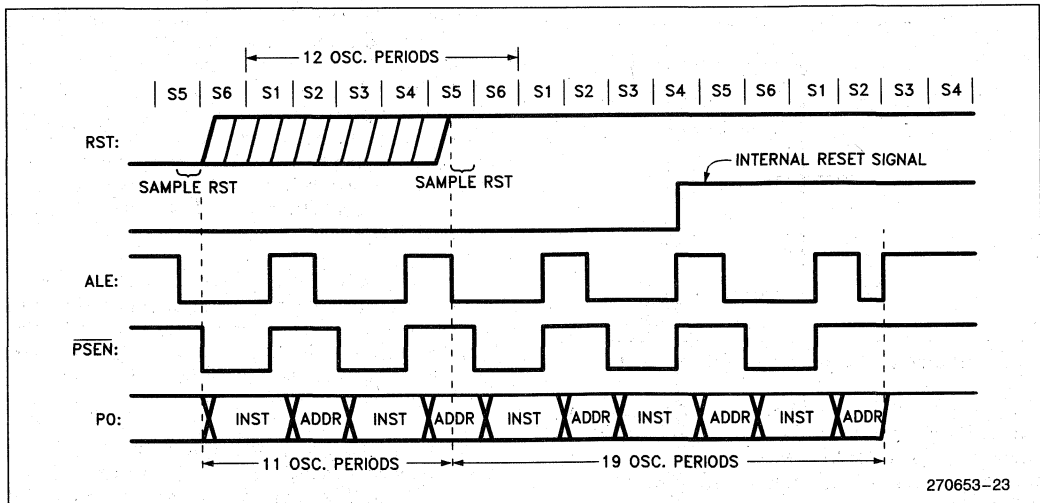 12 OSC. PERIODS
S5 S6 S1 S2 S3 S4 S5 S6 S1 S2 S3 S4 S5 S6 S1 S2 S3 S4
RST:
INTERNAL RESET SIGNAL
SAMPLE RST SAMPLE RST
ALE:
PSEN:
P0: INST ADDR INST ADDR INST ADDR INST ADDR INST ADDR
11 OSC. PERIODS 19 OSC. PERIODS
270653-23